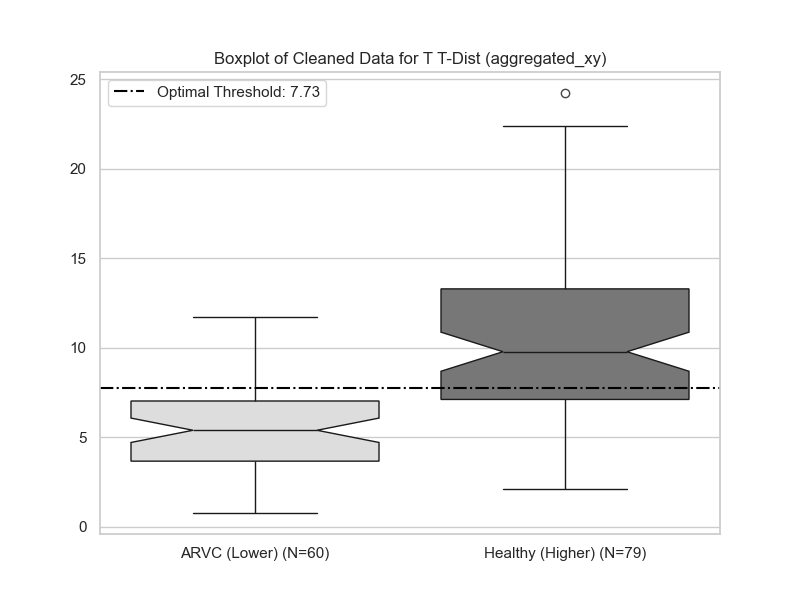 Boxplot of Cleaned Data for T T-Dist (aggregated_xy)
Optimal Threshold: 7.73
25
20
15
10
5
0
ARVC (Lower) (N=60)
Healthy (Higher) (N=79)